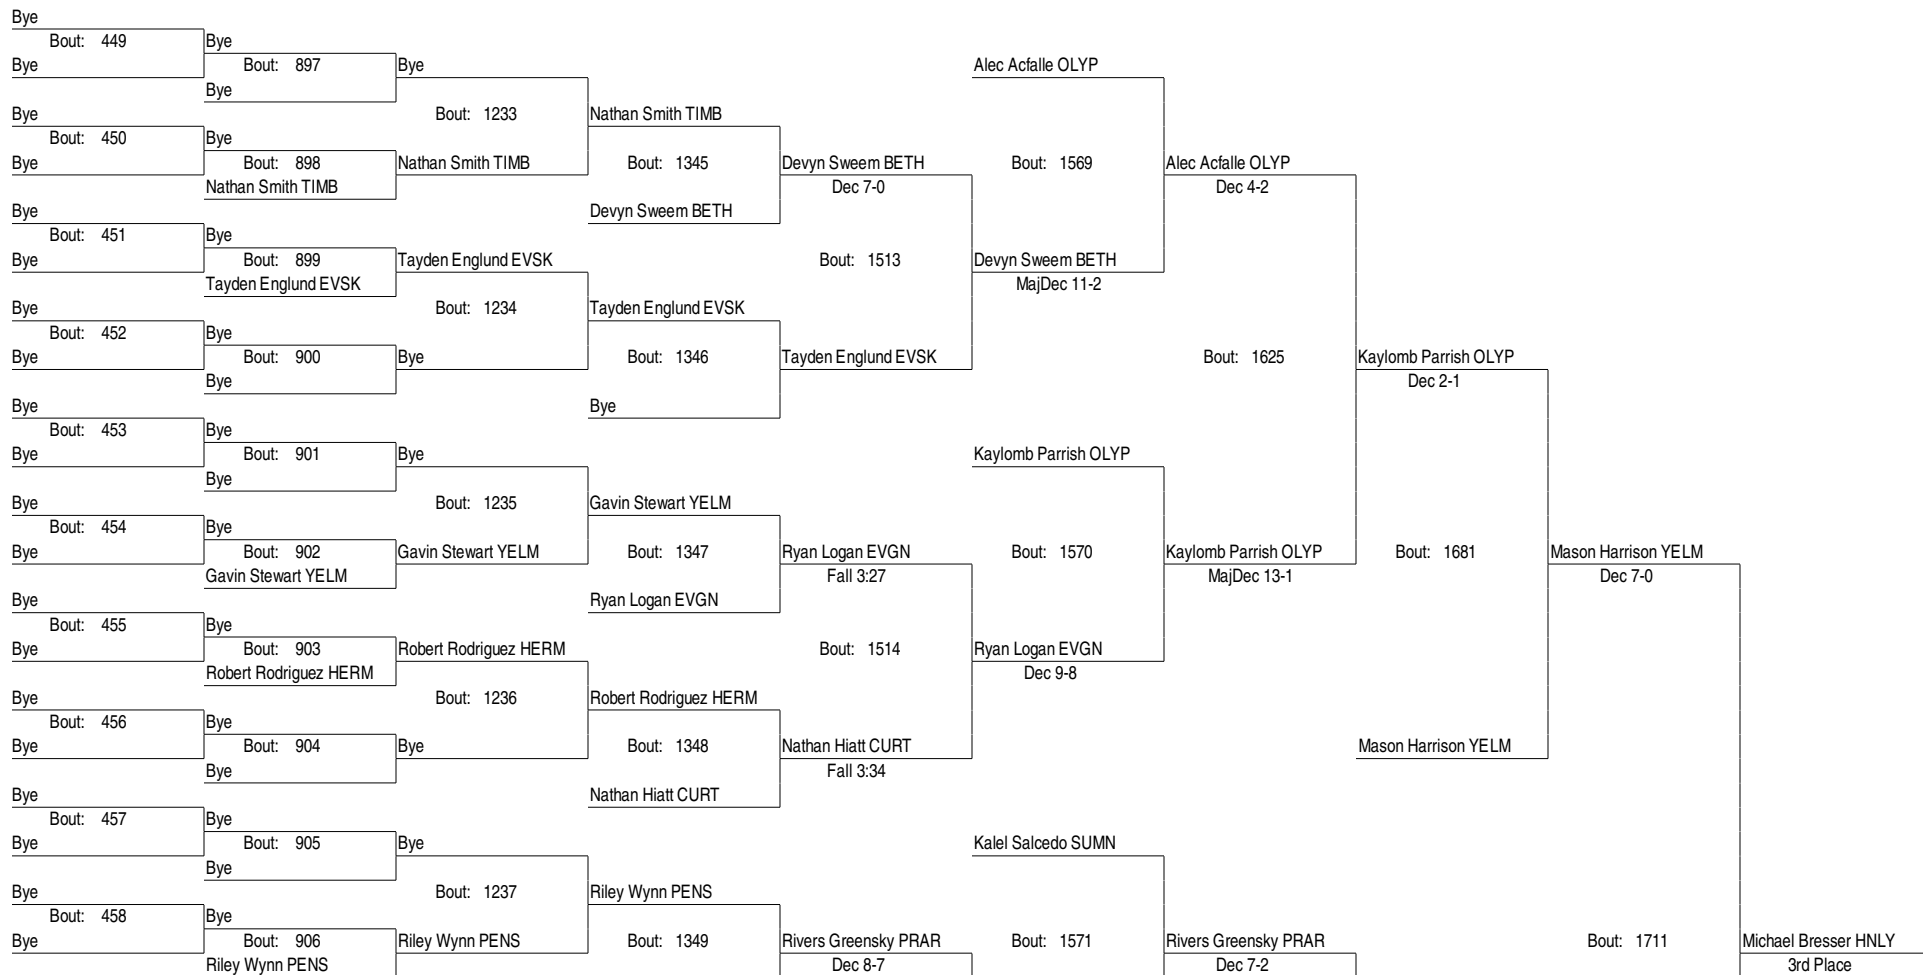 Bye
Bout: 449 Bye
Bye Bout: 897 Bye Alec Acfalle OLYP
Bye
Bye Bout: 1233 Nathan Smith TIMB
Bout: 450 Bye
Bye Bout: 898 Nathan Smith TIMB Bout: 1345 Devyn Sweem BETH Bout: 1569 Alec Acfalle OLYP
Nathan Smith TIMB Dec 7-0 Dec 4-2
Bye Devyn Sweem BETH
Bout: 451 Bye
Bye Bout: 899 Tayden Englund EVSK Bout: 1513 Devyn Sweem BETH
Tayden Englund EVSK MajDec 11-2
Bye Bout: 1234 Tayden Englund EVSK
Bout: 452 Bye
Bye Bout: 900 Bye Bout: 1346 Tayden Englund EVSK Bout: 1625 Kaylomb Parrish OLYP
Bye Dec 2-1
Bye Bye
Bout: 453 Bye
Bye Bout: 901 Bye Kaylomb Parrish OLYP
Bye
Bye Bout: 1235 Gavin Stewart YELM
Bout: 454 Bye
Bye Bout: 902 Gavin Stewart YELM Bout: 1347 Ryan Logan EVGN Bout: 1570 Kaylomb Parrish OLYP Bout: 1681 Mason Harrison YELM
Gavin Stewart YELM Fall 3:27 MajDec 13-1 Dec 7-0
Bye Ryan Logan EVGN
Bout: 455 Bye
Bye Bout: 903 Robert Rodriguez HERM Bout: 1514 Ryan Logan EVGN
Robert Rodriguez HERM Dec 9-8
Bye Bout: 1236 Robert Rodriguez HERM
Bout: 456 Bye
Bye Bout: 904 Bye Bout: 1348 Nathan Hiatt CURT Mason Harrison YELM
Bye Fall 3:34
Bye Nathan Hiatt CURT
Bout: 457 Bye
Bye Bout: 905 Bye Kalel Salcedo SUMN
Bye
Bye Bout: 1237 Riley Wynn PENS
Bout: 458 Bye
Bye Bout: 906 Riley Wynn PENS Bout: 1349 Rivers Greensky PRAR Bout: 1571 Rivers Greensky PRAR Bout: 1711 Michael Bresser HNLY
Riley Wynn PENS Dec 8-7 Dec 7-2 3rd Place